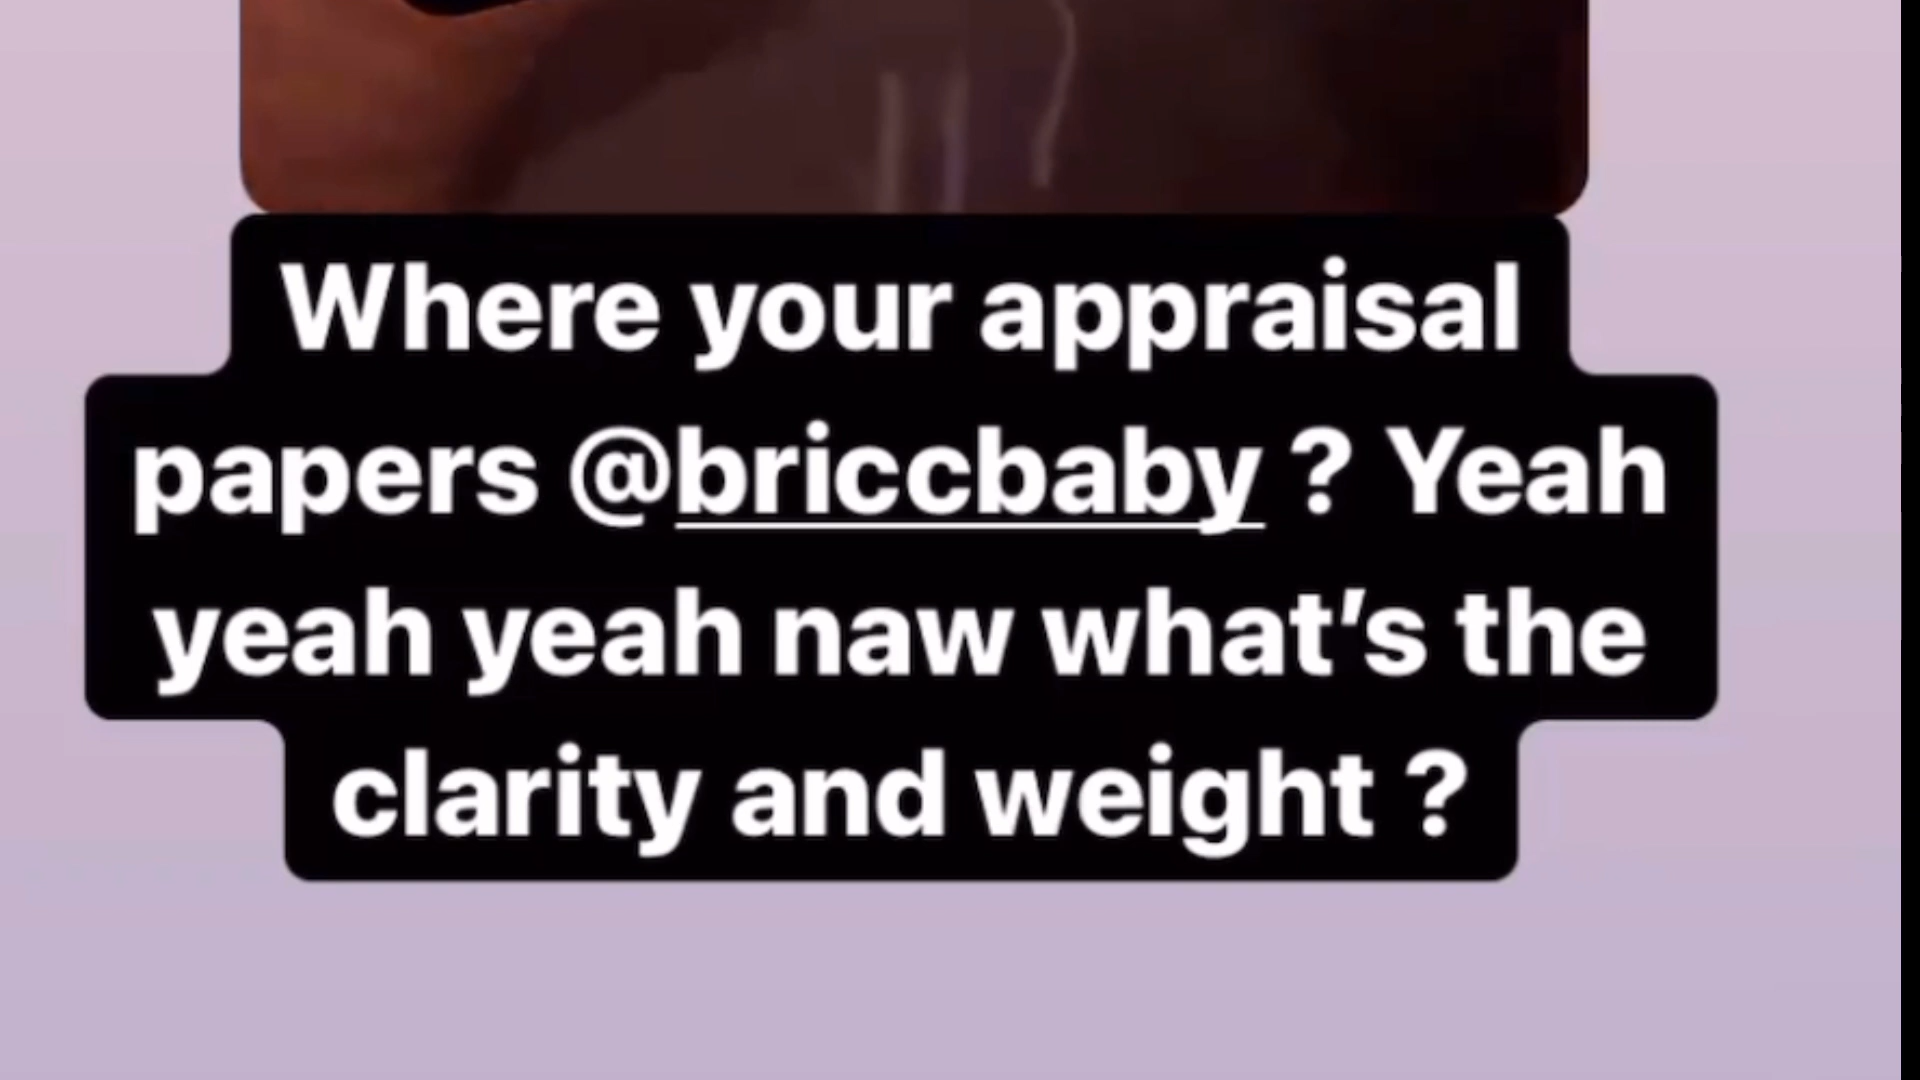 Where your appraisal
papers @briccbaby ? Yeah
yeah yeah naw what’s the
clarity and weight ?